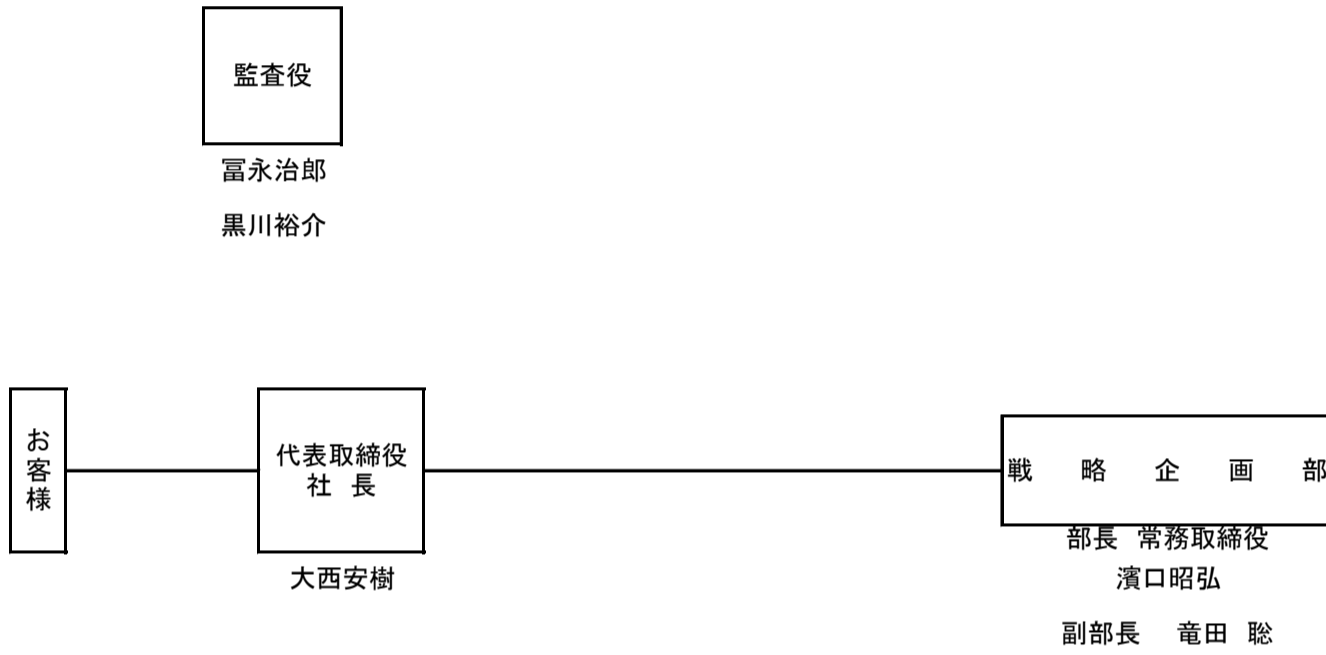 監査役
冨永治郎
黒川裕介
お客様
代表取締役
社 長
大西安樹
戦 略 企 画 部
部長 常務取締役
濱口昭弘
副部長 竜田 聡